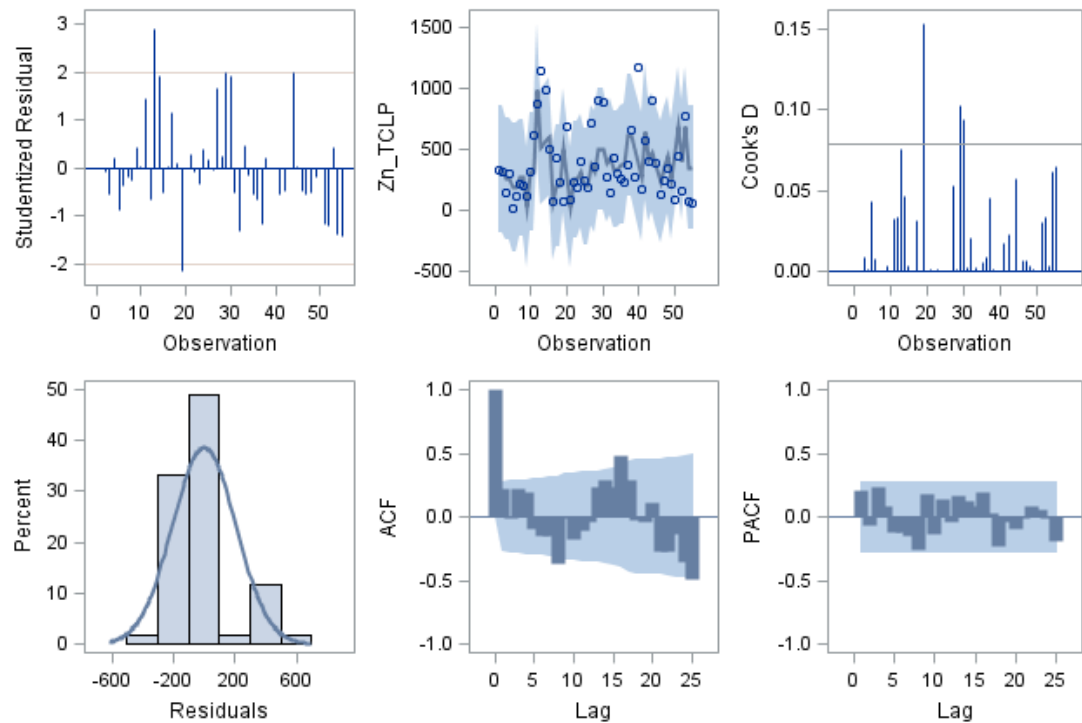 Studentized Residual
3
2
1
0
-1
-2
0 10 20 30 40 50
Observation
Zn_TCLP
1500
1000
500
0
-500
0 10 20 30 40 50
Observation
Cook's D
0.15
0.10
0.05
0.00
0 10 20 30 40 50
Observation
Percent
50
40
30
20
10
0
-600 -200 200 600
Residuals
ACF
1.0
0.5
0.0
-0.5
-1.0
0 5 10 15 20 25
Lag
PACF
1.0
0.5
0.0
-0.5
-1.0
0 5 10 15 20 25
Lag